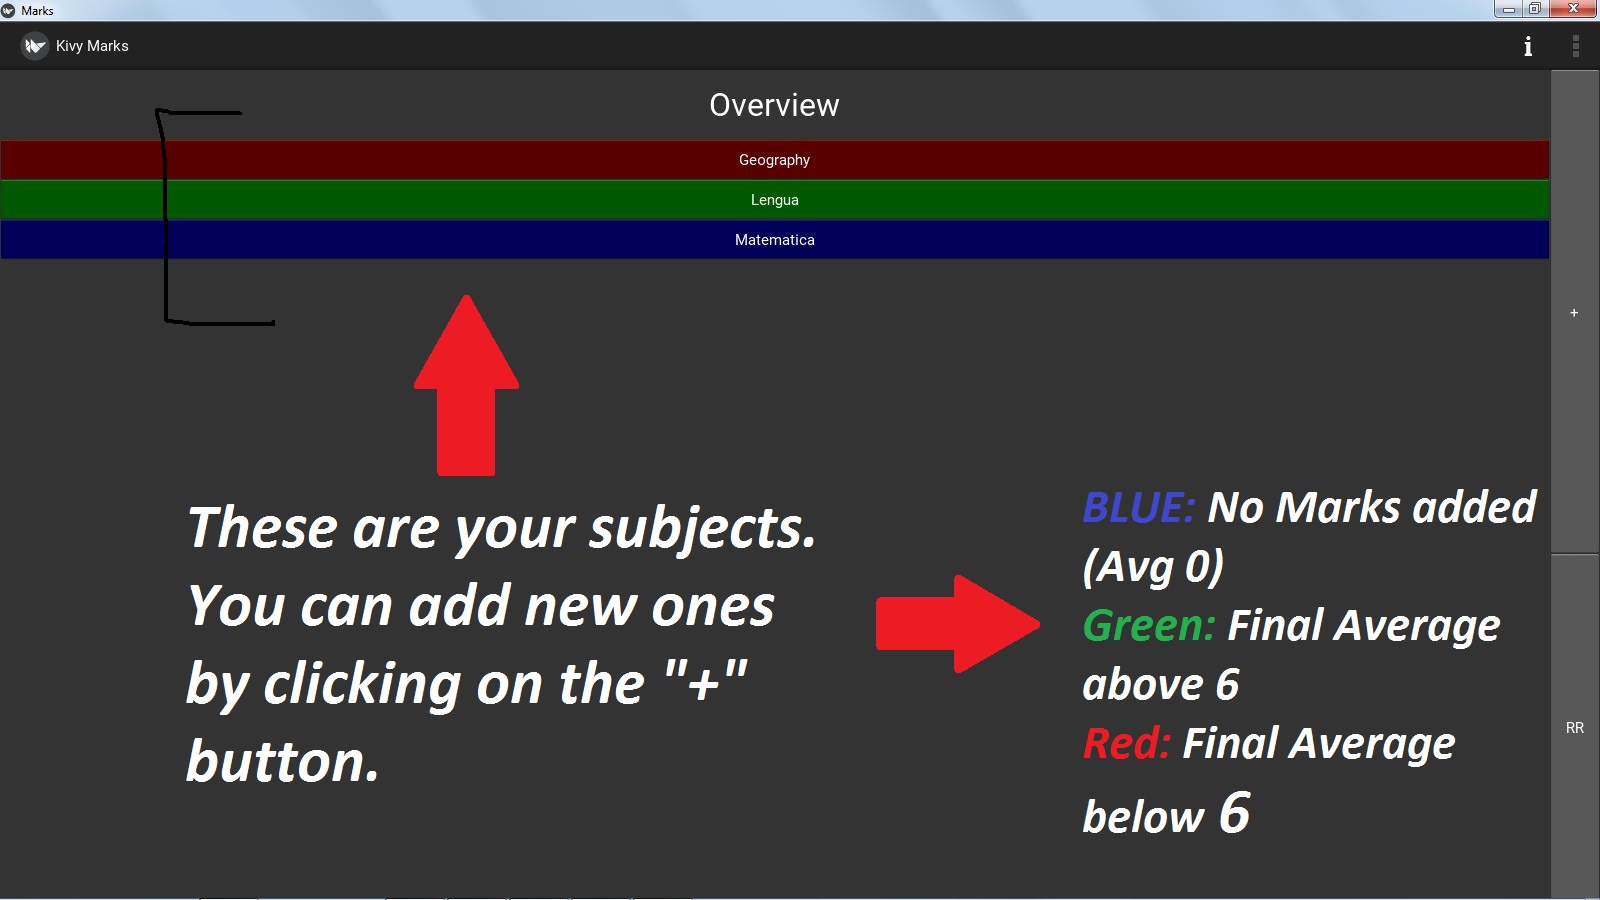 Marks
Kivy Marks
i
Overview
Geography
Lengua
Matematica
+
These are your subjects.
You can add new ones
by clicking on the "+"
button.
BLUE: No Marks added
(Avg 0)
Green: Final Average
above 6
Red: Final Average
below 6
RR